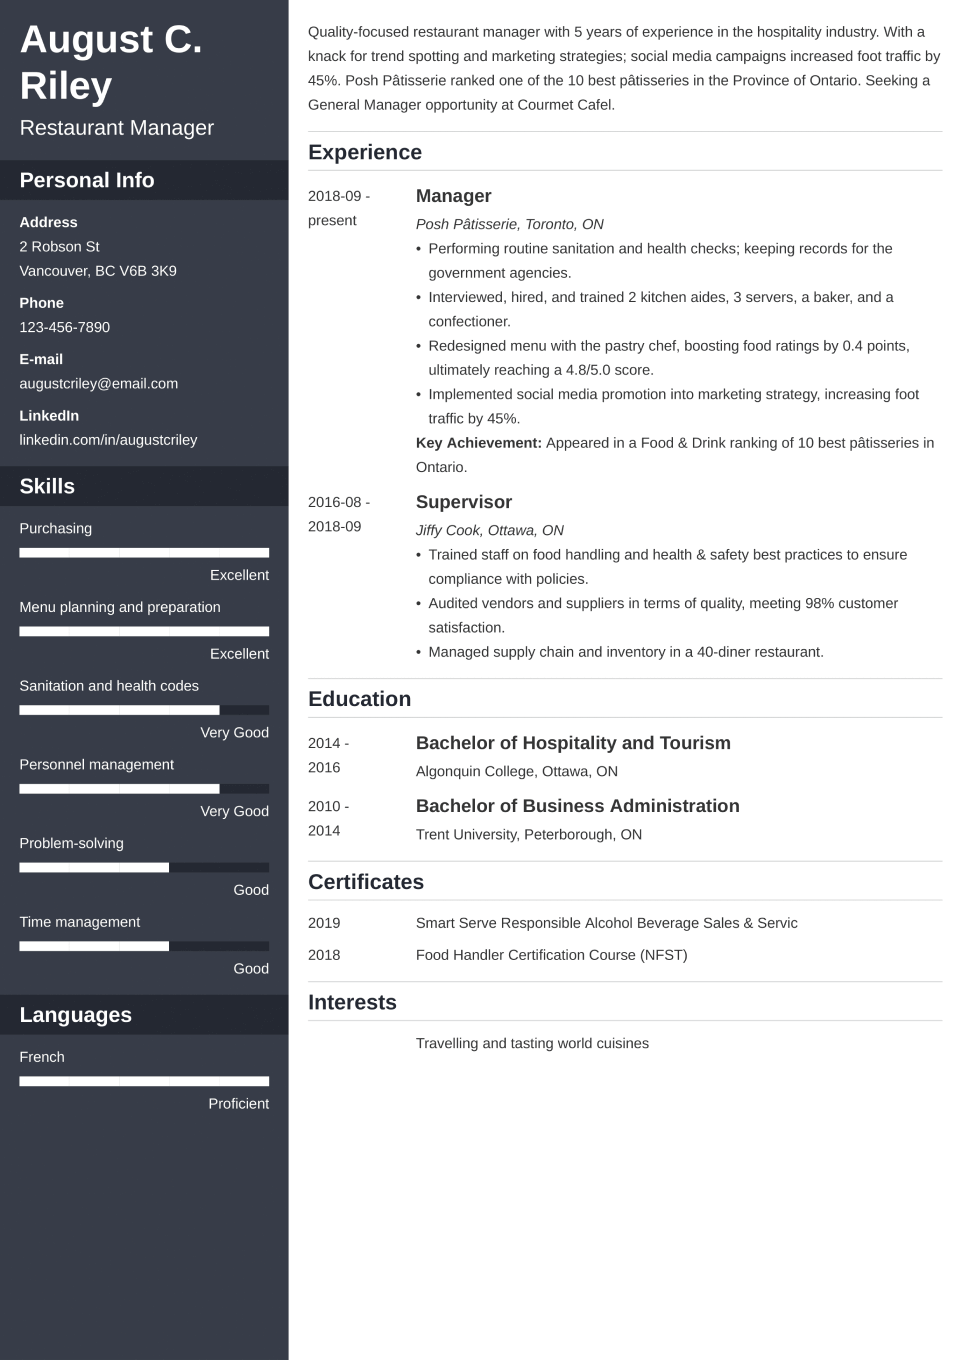 August C.
Riley
Restaurant Manager
Personal Info
Address
2 Robson St
Vancouver, BC V6B 3K9
Phone
123-456-7890
E-mail
augustcriley@email.com
LinkedIn
linkedin.com/in/augustcriley
Skills
Purchasing
Excellent
Menu planning and preparation
Excellent
Sanitation and health codes
Very Good
Personnel management
Very Good
Problem-solving
Good
Time management
Good
Languages
French
Proficient
Quality-focused restaurant manager with 5 years of experience in the hospitality industry. With a
knack for trend spotting and marketing strategies; social media campaigns increased foot traffic by
45%. Posh Pâtisserie ranked one of the 10 best pâtisseries in the Province of Ontario. Seeking a
General Manager opportunity at Courmet Cafel.
Experience
2018-09 -
present
Manager
Posh Pâtisserie, Toronto, ON
• Performing routine sanitation and health checks; keeping records for the
government agencies.
• Interviewed, hired, and trained 2 kitchen aides, 3 servers, a baker, and a
confectioner.
• Redesigned menu with the pastry chef, boosting food ratings by 0.4 points,
ultimately reaching a 4.8/5.0 score.
• Implemented social media promotion into marketing strategy, increasing foot
traffic by 45%.
Key Achievement: Appeared in a Food & Drink ranking of 10 best pâtisseries in
Ontario.
2016-08 -
2018-09
Supervisor
Jiffy Cook, Ottawa, ON
• Trained staff on food handling and health & safety best practices to ensure
compliance with policies.
• Audited vendors and suppliers in terms of quality, meeting 98% customer
satisfaction.
• Managed supply chain and inventory in a 40-diner restaurant.
Education
2014 -
2016
Bachelor of Hospitality and Tourism
Algonquin College, Ottawa, ON
2010 -
2014
Bachelor of Business Administration
Trent University, Peterborough, ON
Certificates
2019 Smart Serve Responsible Alcohol Beverage Sales & Servic
2018 Food Handler Certification Course (NFST)
Interests
Travelling and tasting world cuisines